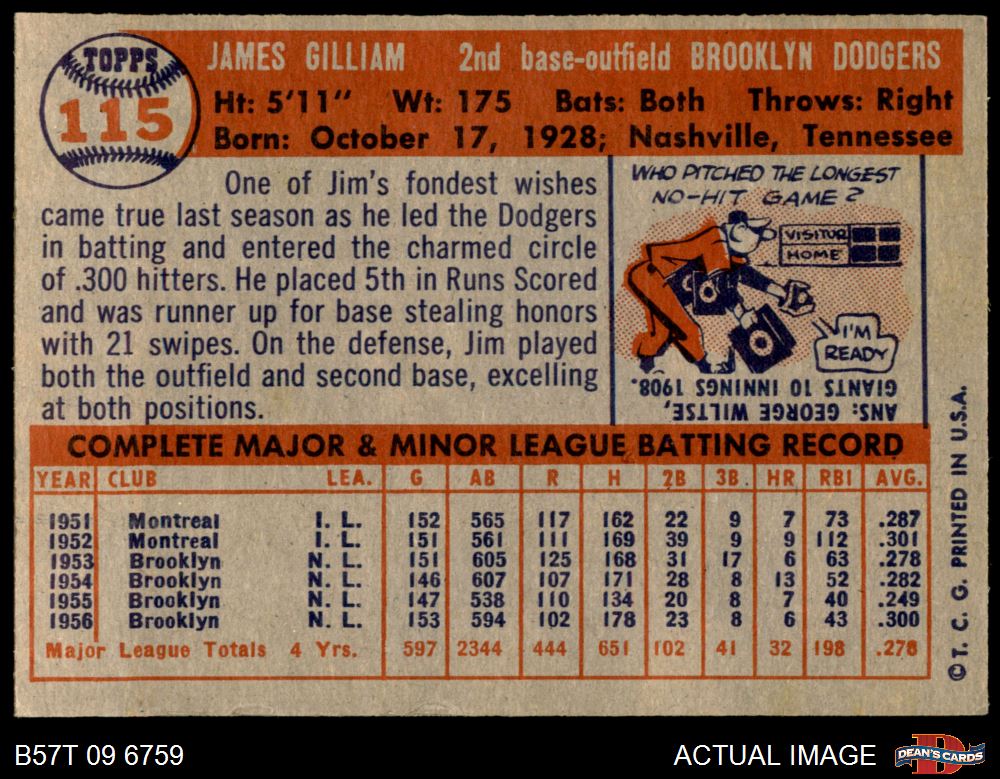 TOPPS
115
JAMES GILLIAM 2nd base-outfield BROOKLYN DODGERS
Ht: 5'11" Wt: 175 Bats: Both Throws: Right
Born: October 17, 1928; Nashville, Tennessee
One of Jim's fondest wishes
came true last season as he led the Dodgers
in batting and entered the charmed circle
of .300 hitters. He placed 5th in Runs Scored
and was runner up for base stealing honors
with 21 swipes. On the defense, Jim played
both the outfield and second base, excelling
at both positions.
WHO PITCHED THE LONGEST
NO-HIT GAME?
VISITOR
HOME
I'M
READY
ANS: GEORGE WILTSE,
GIANTS 10 INNINGS 1908.
COMPLETE MAJOR & MINOR LEAGUE BATTING RECORD
YEAR CLUB LEA. G AB R H 2B 3B HR RBI AVG.
1951 Montreal I. L. 152 565 117 162 22 9 7 73 .287
1952 Montreal I. L. 151 561 111 169 39 9 9 112 .301
1953 Brooklyn N. L. 151 605 125 168 31 17 6 63 .278
1954 Brooklyn N. L. 146 607 107 171 28 8 13 52 .282
1955 Brooklyn N. L. 147 538 110 134 20 8 7 40 .249
1956 Brooklyn N. L. 153 594 102 178 23 8 6 43 .300
Major League Totals 4 Yrs. 597 2344 444 651 102 41 32 198 .278
©T. C. G. PRINTED IN U.S.A.
B57T 09 6759
ACTUAL IMAGE
DEAN'S CARDS